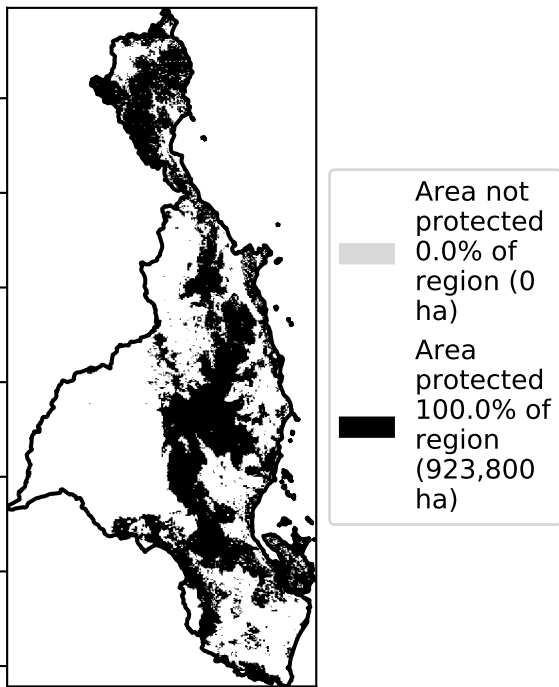 Area not
protected
0.0% of
region (0
ha)
Area
protected
100.0% of
region
(923,800
ha)